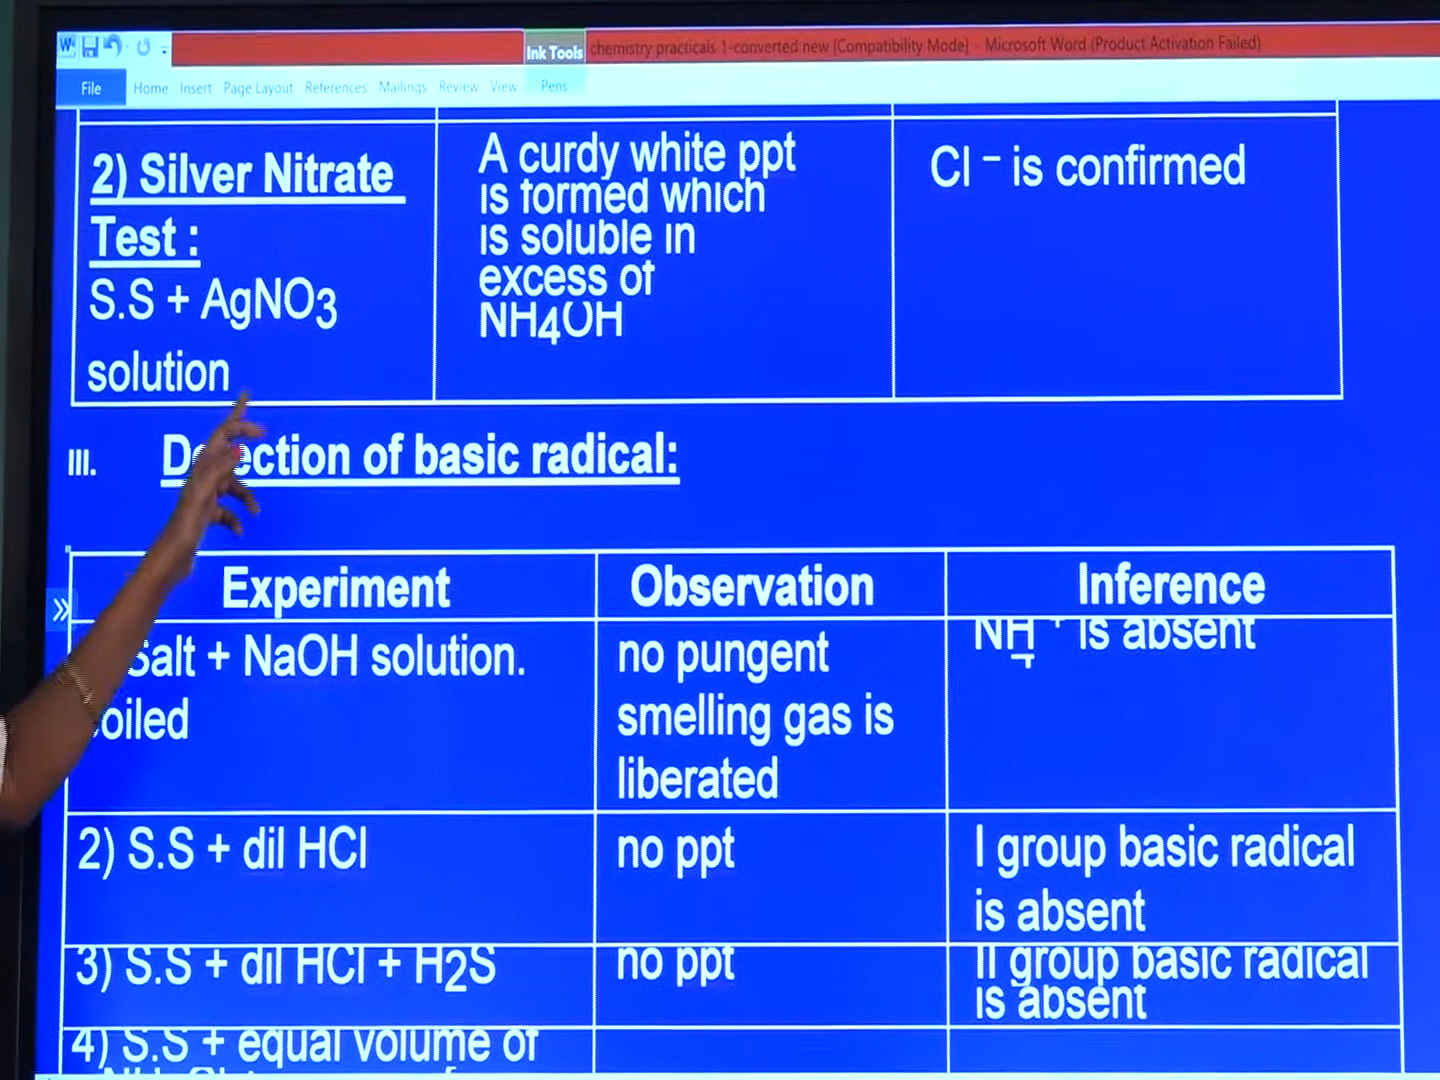 Ink Tools
chemistry practicals 1-converted new [Compatibility Mode] - Microsoft Word (Product Activation Failed)
File Home Insert Page Layout References Mailings Review View Pens
2) Silver Nitrate
Test :
S.S + AgNO3
solution
A curdy white ppt
is formed which
is soluble in
excess of
NH4OH
Cl – is confirmed
III. De ection of basic radical:
Experiment
Observation
Inference
Salt + NaOH solution.
oiled
no pungent
smelling gas is
liberated
NH4 + is absent
2) S.S + dil HCl
no ppt
I group basic radical
is absent
3) S.S + dil HCl + H2S
no ppt
II group basic radical
is absent
4) S.S + equal volume of